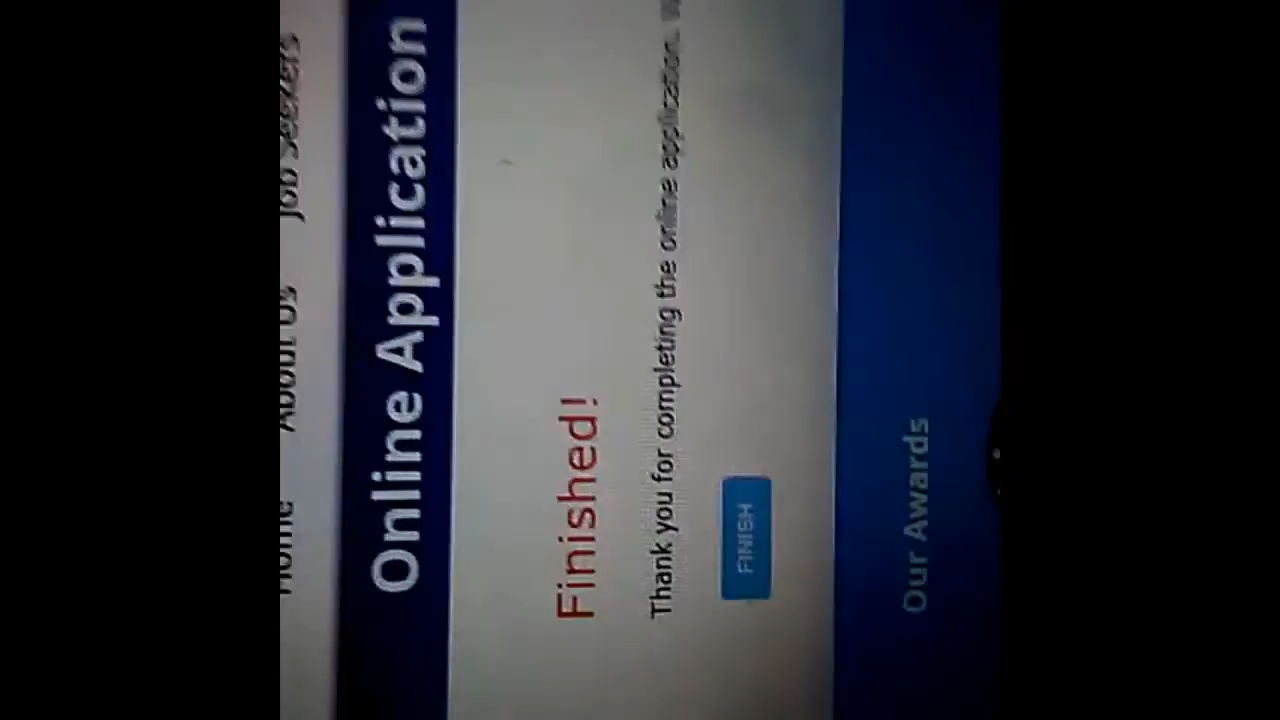 Home About Us Job Seekers
Online Application
Finished!
Thank you for completing the online application.
FINISH
Our Awards